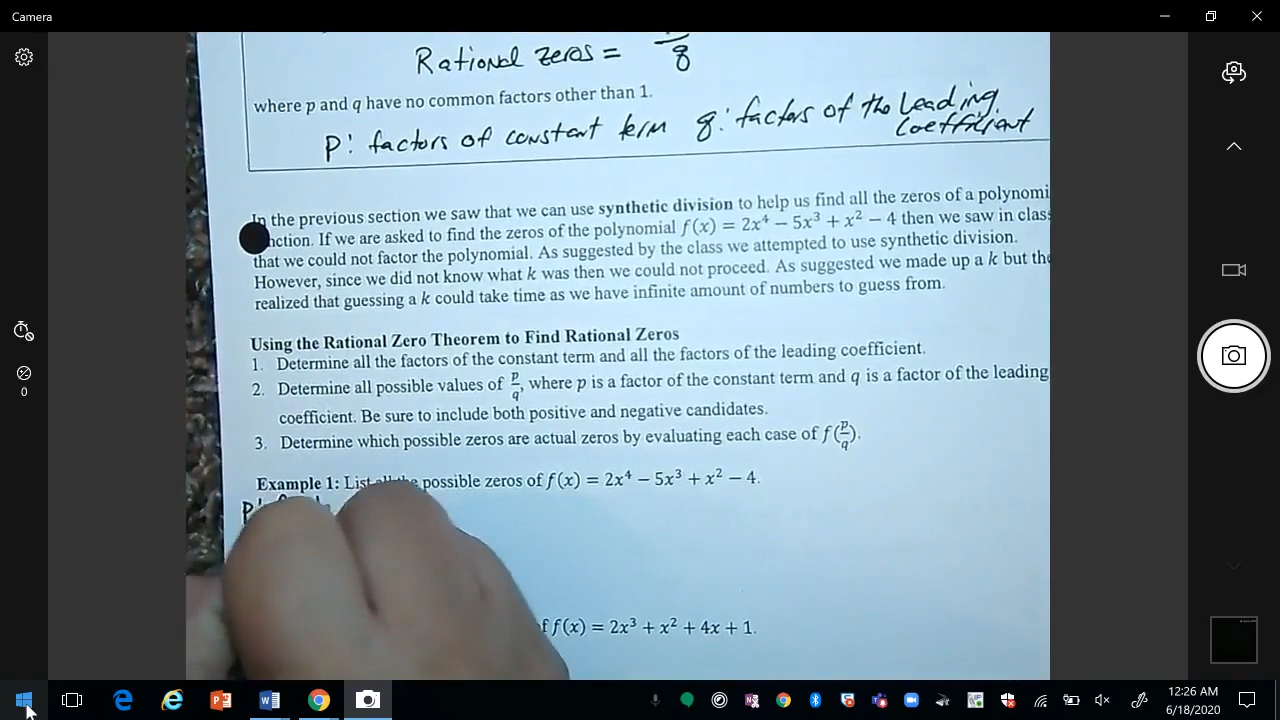 Camera
Rational zeros = 
q
where p and q have no common factors other than 1.
P: factors of constant term q: factors of the Leading
coefficient
In the previous section we saw that we can use synthetic division to help us find all the zeros of a polynomi
If we are asked to find the zeros of the polynomial f(x) = 2x⁴ − 5x³ + x² − 4 then we saw in clas
that we could not factor the polynomial. As suggested by the class we attempted to use synthetic division.
However, since we did not know what k was then we could not proceed. As suggested we made up a k but the
realized that guessing a k could take time as we have infinite amount of numbers to guess from.
Using the Rational Zero Theorem to Find Rational Zeros
1. Determine all the factors of the constant term and all the factors of the leading coefficient.
2. Determine all possible values of p/q, where p is a factor of the constant term and q is a factor of the leading
coefficient. Be sure to include both positive and negative candidates.
3. Determine which possible zeros are actual zeros by evaluating each case of f(p/q).
Example 1: List all the possible zeros of f(x) = 2x⁴ − 5x³ + x² − 4.
P:
f f(x) = 2x³ + x² + 4x + 1.
0
12:26 AM
6/18/2020